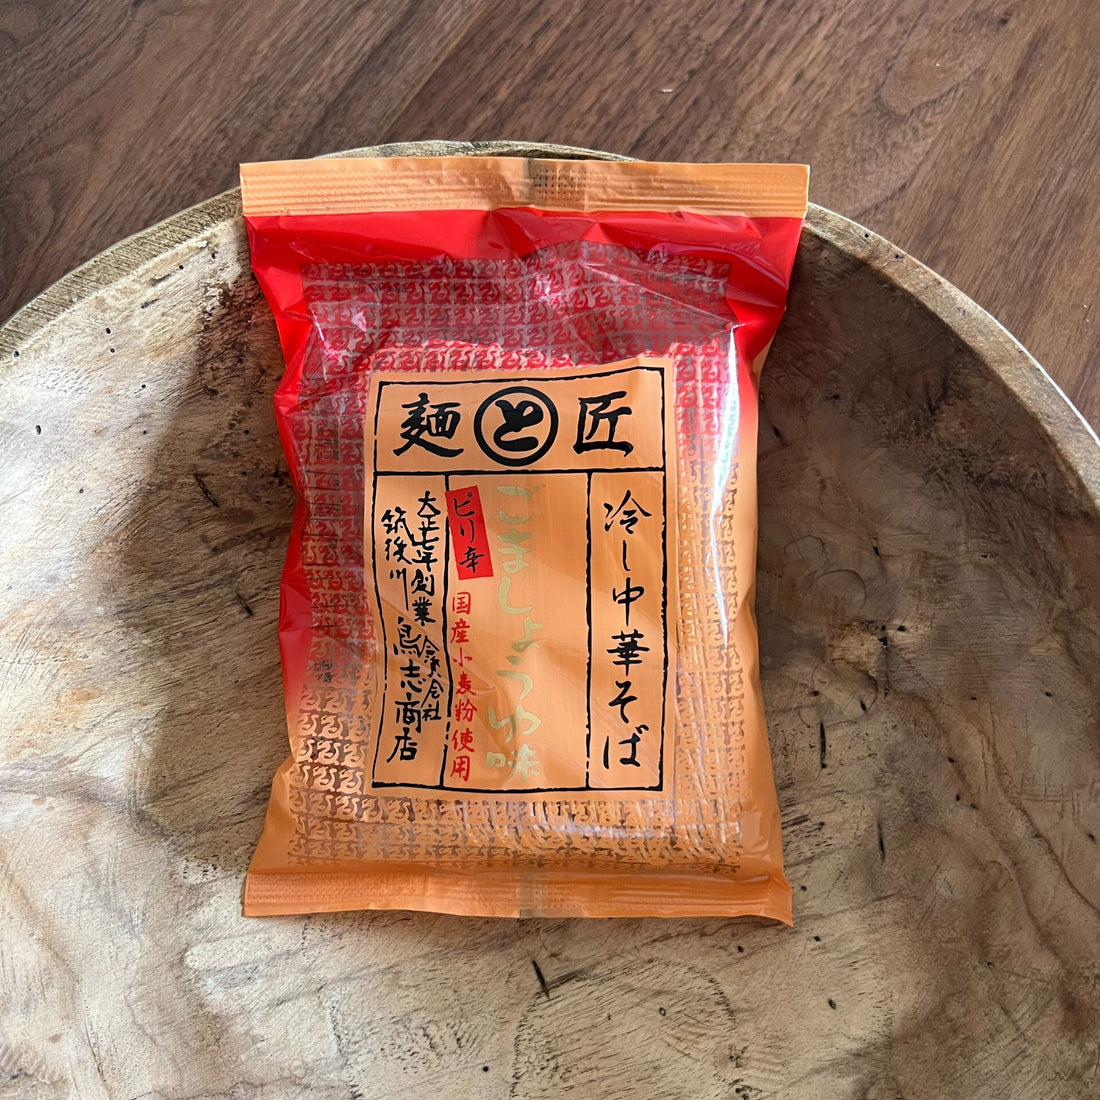 麺 と 匠
冷し中華そば
ごましょうゆ味
ピリ辛
国産小麦粉使用
大正七年創業 合資会社
筑後川 鳥志商店